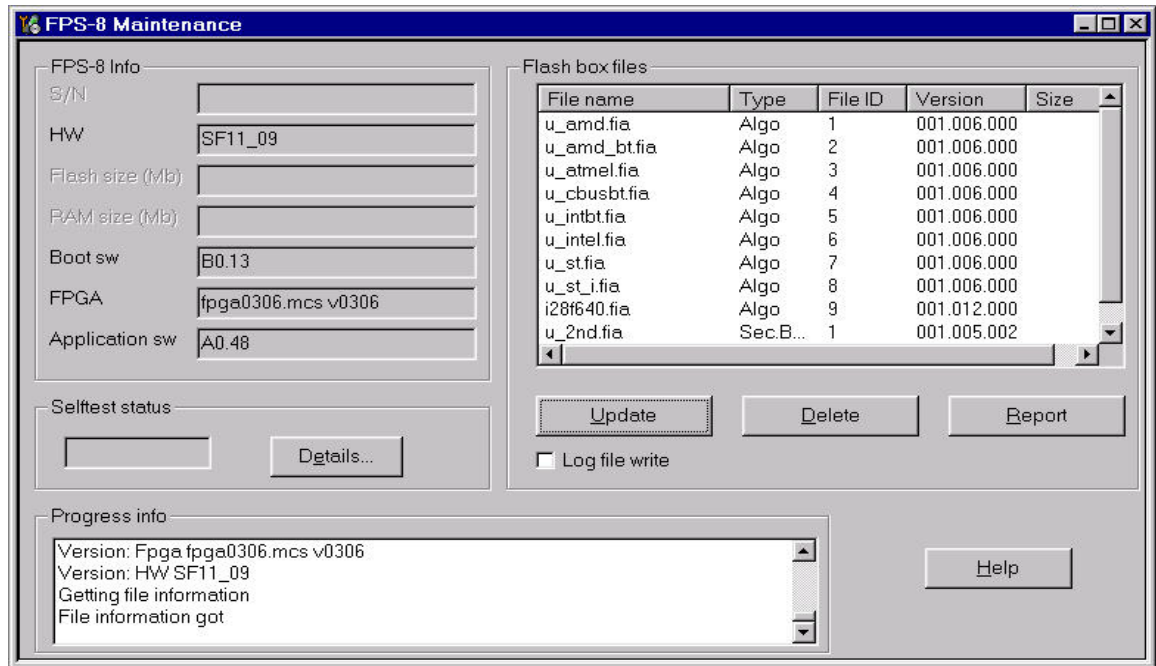 FPS-8 Maintenance
FPS-8 Info
S/N
HW SF11_09
Flash size (Mb)
RAM size (Mb)
Boot sw B0.13
FPGA fpga0306.mcs v0306
Application sw A0.48
Selftest status
Details...
Flash box files
File name Type File ID Version Size
u_amd.fia Algo 1 001.006.000
u_amd_bt.fia Algo 2 001.006.000
u_atmel.fia Algo 3 001.006.000
u_cbusbt.fia Algo 4 001.006.000
u_intbt.fia Algo 5 001.006.000
u_intel.fia Algo 6 001.006.000
u_st.fia Algo 7 001.006.000
u_st_i.fia Algo 8 001.006.000
i28f640.fia Algo 9 001.012.000
u_2nd.fia Sec.B... 1 001.005.002
Update Delete Report
Log file write
Progress info
Version: Fpga fpga0306.mcs v0306
Version: HW SF11_09
Getting file information
File information got
Help